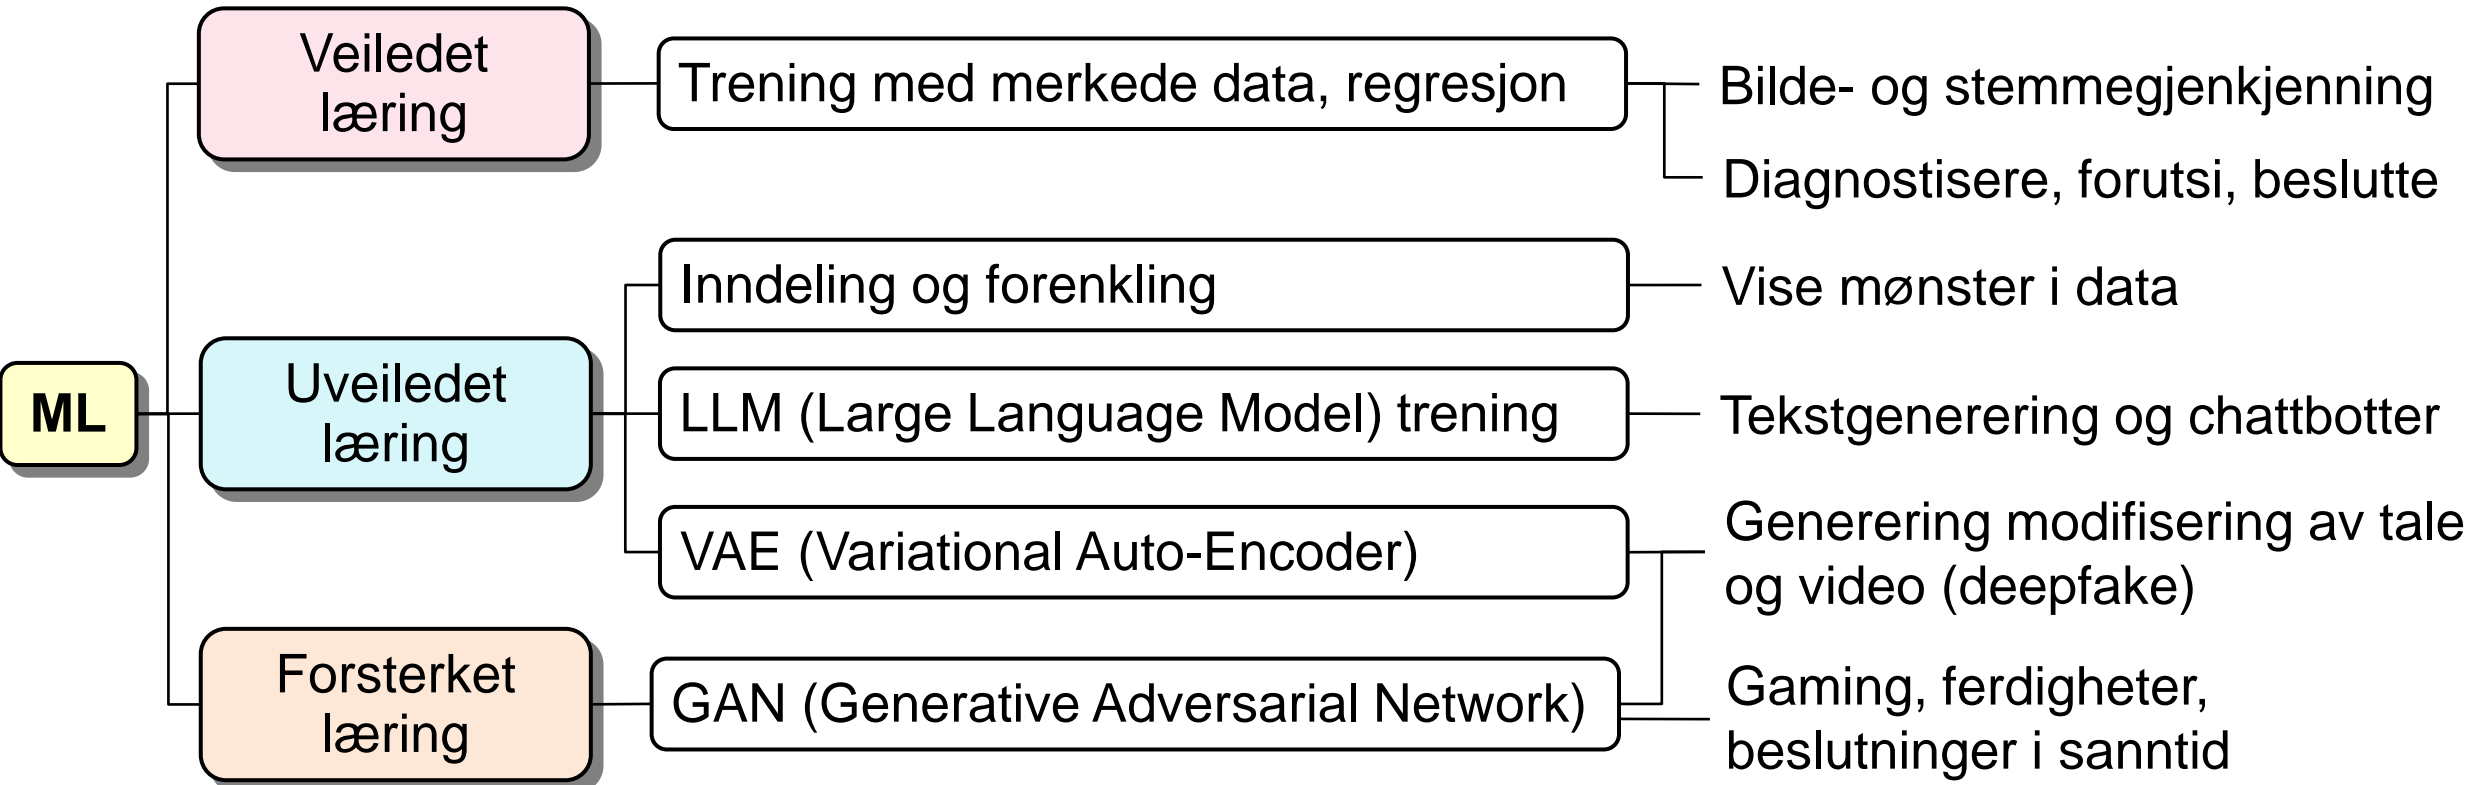 ML
Veiledet
læring
Trening med merkede data, regresjon
Bilde- og stemmegjenkjenning
Diagnostisere, forutsi, beslutte
Uveiledet
læring
Inndeling og forenkling
Vise mønster i data
LLM (Large Language Model) trening
Tekstgenerering og chattbotter
VAE (Variational Auto-Encoder)
Generering modifisering av tale
og video (deepfake)
Forsterket
læring
GAN (Generative Adversarial Network)
Gaming, ferdigheter,
beslutninger i sanntid